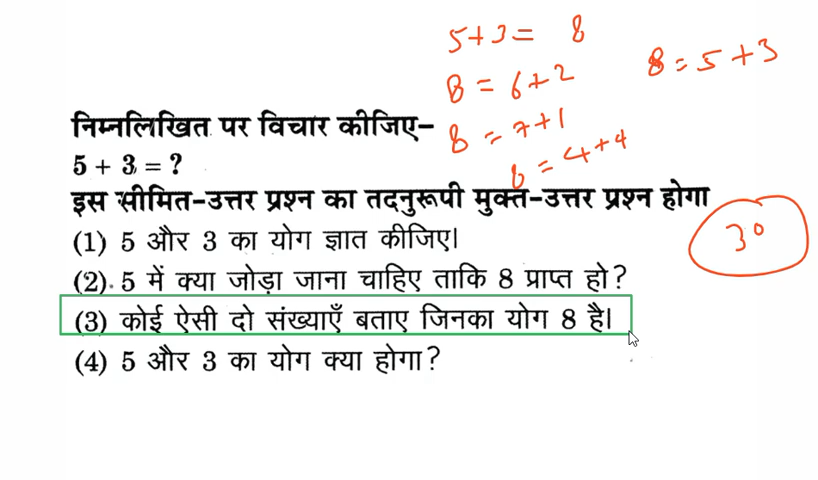 5+3= 8
8 = 6+2
8 = 5+3
8 = 7+1
8 = 4+4
निम्नलिखित पर विचार कीजिए–
5 + 3 = ?
इस सीमित-उत्तर प्रश्न का तदनुरूपी मुक्त-उत्तर प्रश्न होगा
30
(1) 5 और 3 का योग ज्ञात कीजिए।
(2). 5 में क्या जोड़ा जाना चाहिए ताकि 8 प्राप्त हो?
(3) कोई ऐसी दो संख्याएँ बताए जिनका योग 8 है।
(4) 5 और 3 का योग क्या होगा?